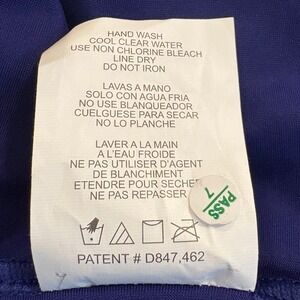 HAND WASH
COOL CLEAR WATER
USE NON CHLORINE BLEACH
LINE DRY
DO NOT IRON
LAVAS A MANO
SOLO CON AGUA FRIA
NO USE BLANQUEADOR
CUELGUESE PARA SECAR
NO LO PLANCHE
LAVER A LA MAIN
A L'EAU FROIDE
NE PAS UTILISER D'AGENT
DE BLANCHIMENT
ETENDRE POUR SECHER
NE PAS REPASSER
PASS
7
PATENT # D847,462